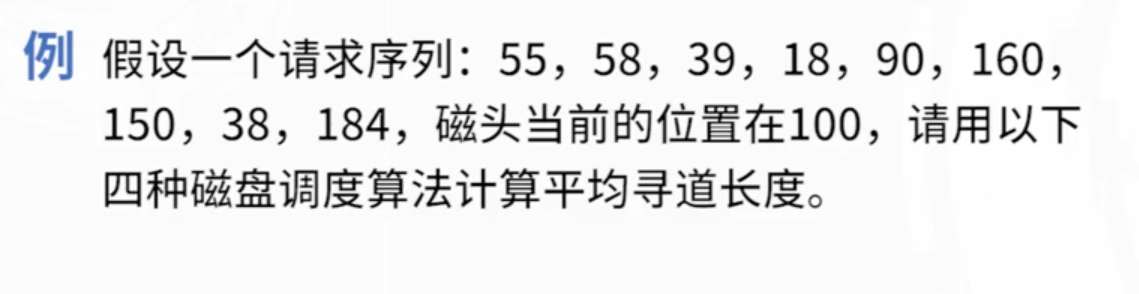 例 假设一个请求序列：55，58，39，18，90，160，
150，38，184，磁头当前的位置在100，请用以下
四种磁盘调度算法计算平均寻道长度。